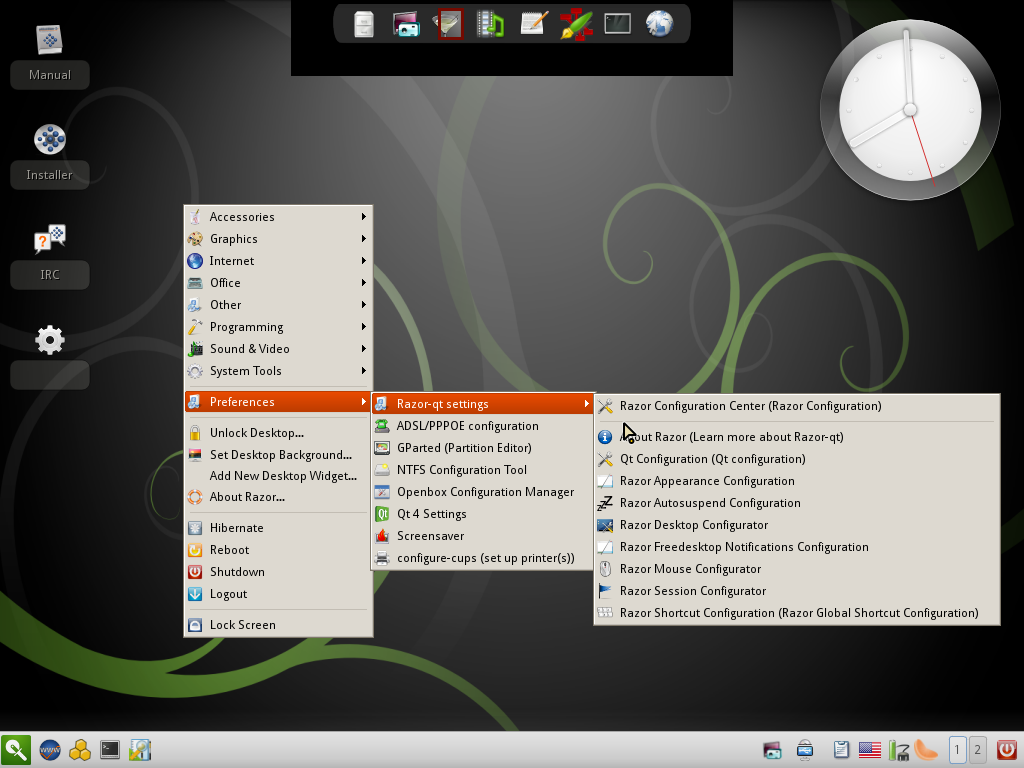 Manual
Installer
IRC
Accessories
Graphics
Internet
Office
Other
Programming
Sound & Video
System Tools
Preferences
Unlock Desktop...
Set Desktop Background...
Add New Desktop Widget...
About Razor...
Hibernate
Reboot
Shutdown
Logout
Lock Screen
Razor-qt settings
ADSL/PPPOE configuration
GParted (Partition Editor)
NTFS Configuration Tool
Openbox Configuration Manager
Qt 4 Settings
Screensaver
configure-cups (set up printer(s))
Razor Configuration Center (Razor Configuration)
About Razor (Learn more about Razor-qt)
Qt Configuration (Qt configuration)
Razor Appearance Configuration
Razor Autosuspend Configuration
Razor Desktop Configurator
Razor Freedesktop Notifications Configuration
Razor Mouse Configurator
Razor Session Configurator
Razor Shortcut Configuration (Razor Global Shortcut Configuration)
www
1
2